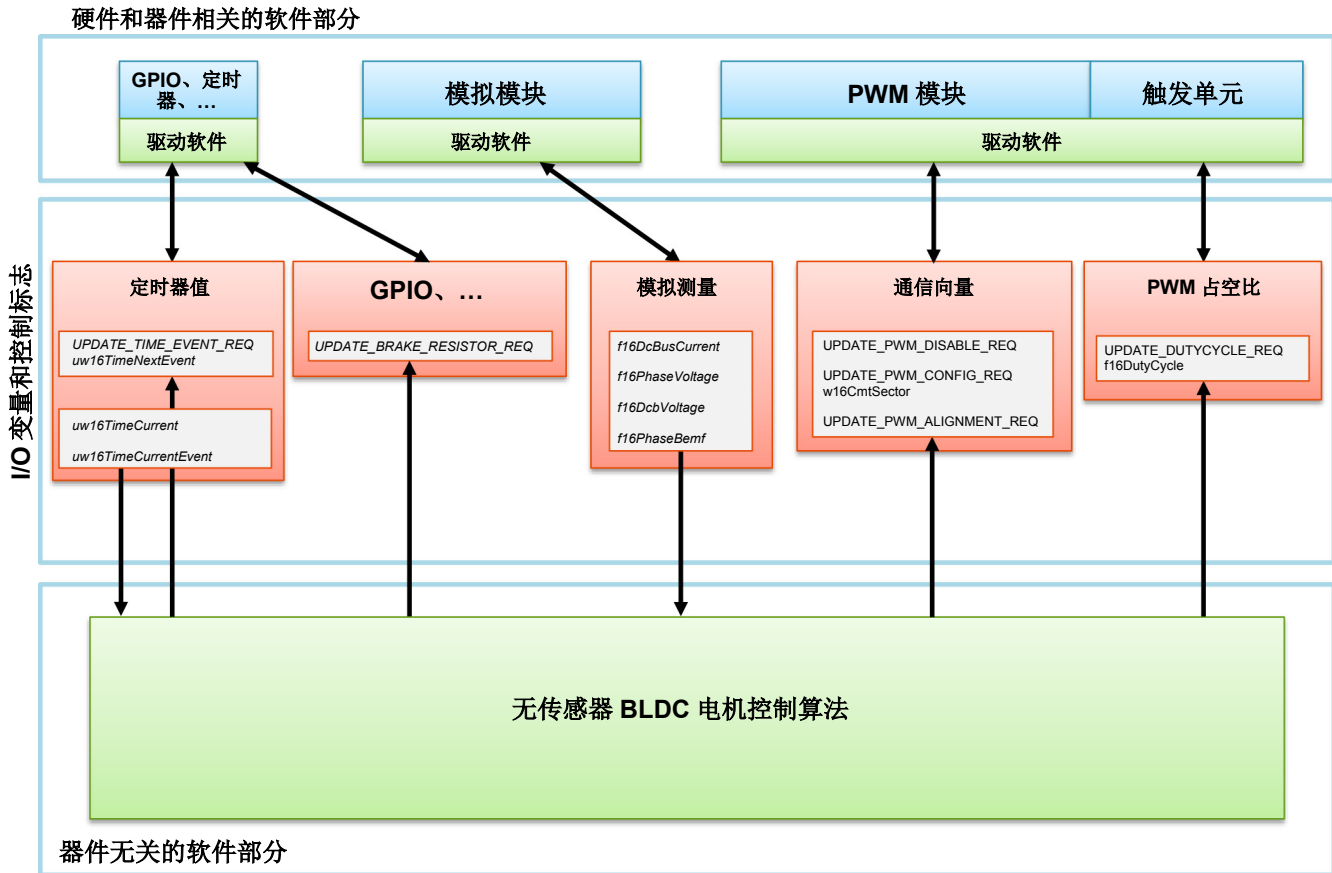 硬件和器件相关的软件部分
GPIO、定时
器、…
驱动软件
模拟模块
驱动软件
PWM 模块
触发单元
驱动软件
I/O 变量和控制标志
定时器值
UPDATE_TIME_EVENT_REQ
uw16TimeNextEvent
uw16TimeCurrent
uw16TimeCurrentEvent
GPIO、…
UPDATE_BRAKE_RESISTOR_REQ
模拟测量
f16DcBusCurrent
f16PhaseVoltage
f16DcbVoltage
f16PhaseBemf
通信向量
UPDATE_PWM_DISABLE_REQ
UPDATE_PWM_CONFIG_REQ
w16CmtSector
UPDATE_PWM_ALIGNMENT_REQ
PWM 占空比
UPDATE_DUTYCYCLE_REQ
f16DutyCycle
无传感器 BLDC 电机控制算法
器件无关的软件部分